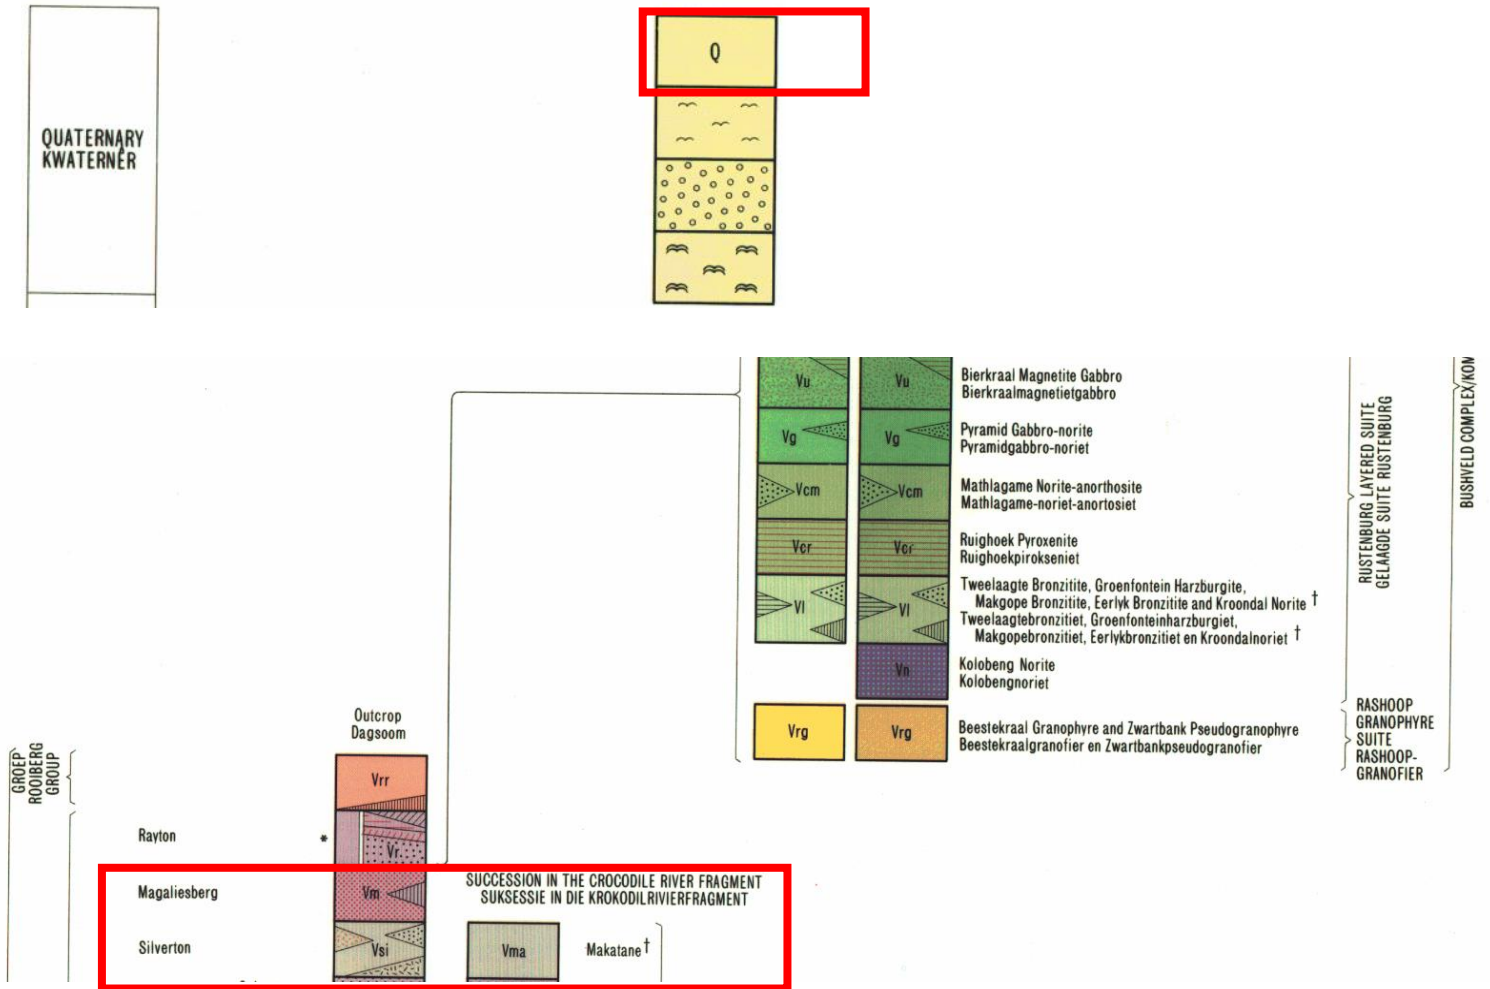 Q
QUATERNARY
KWATERNÊR
Vu
Vu
Bierkraal Magnetite Gabbro
Bierkraalmagnetietgabbro
Vg
Vg
Pyramid Gabbro-norite
Pyramidgabbro-noriet
Vcm
Vcm
Mathlagame Norite-anorthosite
Mathlagame-noriet-anortosiet
Vcr
Vcr
Ruighoek Pyroxenite
Ruighoekpirokseniet
Vl
Vl
Tweelaagte Bronzitite, Groenfontein Harzburgite,
Makgope Bronzitite, Eerlyk Bronzitite and Kroondal Norite †
Tweelaagtebronzitiet, Groenfonteinharzburgiet,
Makgopebronzitiet, Eerlykbronzitiet en Kroondalnoriet †
Vn
Kolobeng Norite
Kolobengnoriet
Vrg
Vrg
Beestekraal Granophyre and Zwartbank Pseudogranophyre
Beestekraalgranofier en Zwartbankpseudogranofier
RUSTENBURG LAYERED SUITE
GELAAGDE SUITE RUSTENBURG
BUSHVELD COMPLEX/KOM
RASHOOP
GRANOPHYRE
SUITE
RASHOOP-
GRANOFIER
Outcrop
Dagsoom
GROEP
ROOIBERG
GROUP
Vrr
Rayton
*
Vr
Magaliesberg
Vm
SUCCESSION IN THE CROCODILE RIVER FRAGMENT
SUKSESSIE IN DIE KROKODILRIVIERFRAGMENT
Silverton
Vsi
Vma
Makatane †